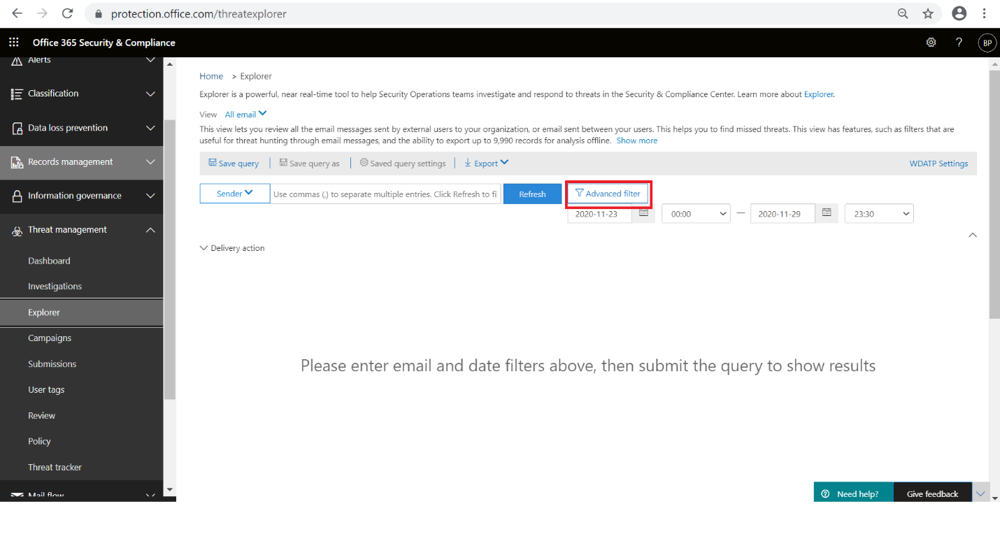 protection.office.com/threatexplorer
Office 365 Security & Compliance
?
BP
Alerts
Classification
Data loss prevention
Records management
Information governance
Threat management
Dashboard
Investigations
Explorer
Campaigns
Submissions
User tags
Review
Policy
Threat tracker
Mail flow
Home > Explorer
Explorer is a powerful, near real-time tool to help Security Operations teams investigate and respond to threats in the Security & Compliance Center. Learn more about Explorer.
View All email
This view lets you review all the email messages sent by external users to your organization, or email sent between your users. This helps you to find missed threats. This view has features, such as filters that are
useful for threat hunting through email messages, and the ability to export up to 9,990 records for analysis offline. Show more
Save query Save query as Saved query settings Export WDATP Settings
Sender Use commas (,) to separate multiple entries. Click Refresh to fi Refresh Advanced filter
2020-11-23 00:00 — 2020-11-29 23:30
Delivery action
Please enter email and date filters above, then submit the query to show results
Need help? Give feedback